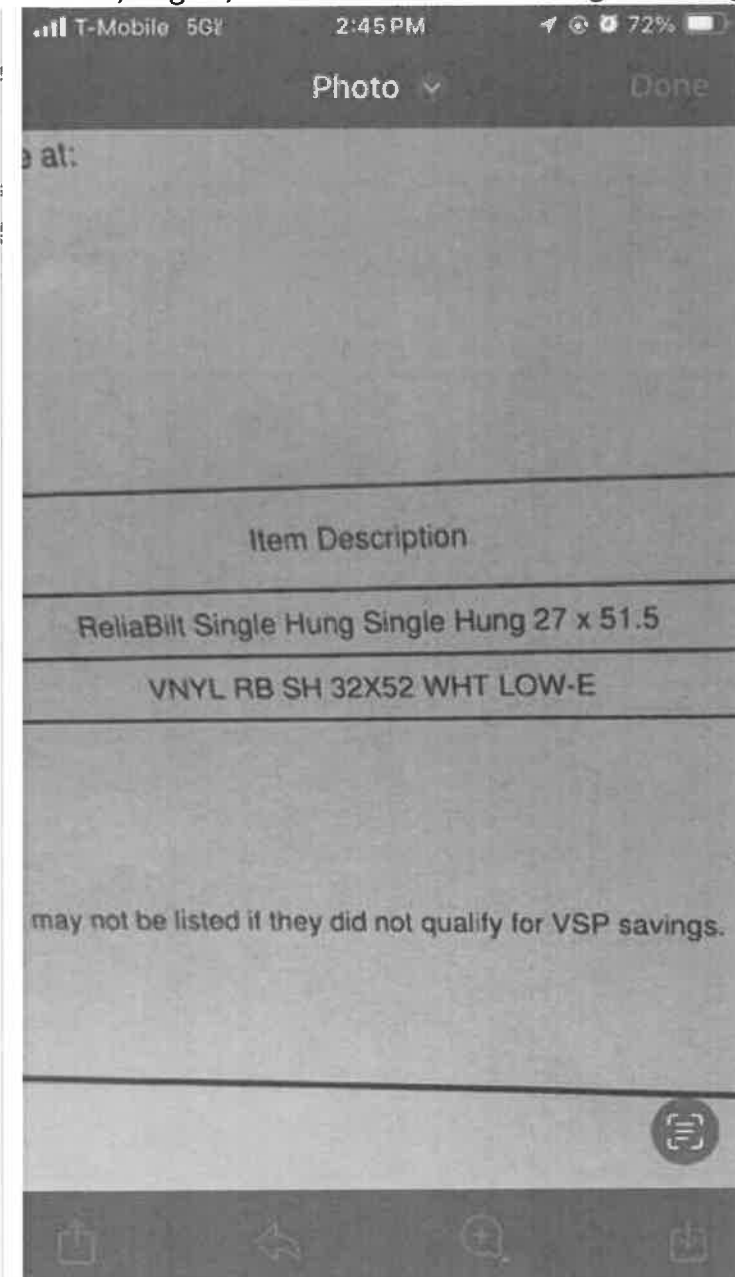 T-Mobile 5G 2:45 PM 72%
Photo Done
e at:
Item Description
ReliaBilt Single Hung Single Hung 27 x 51.5
VNYL RB SH 32X52 WHT LOW-E
may not be listed if they did not qualify for VSP savings.